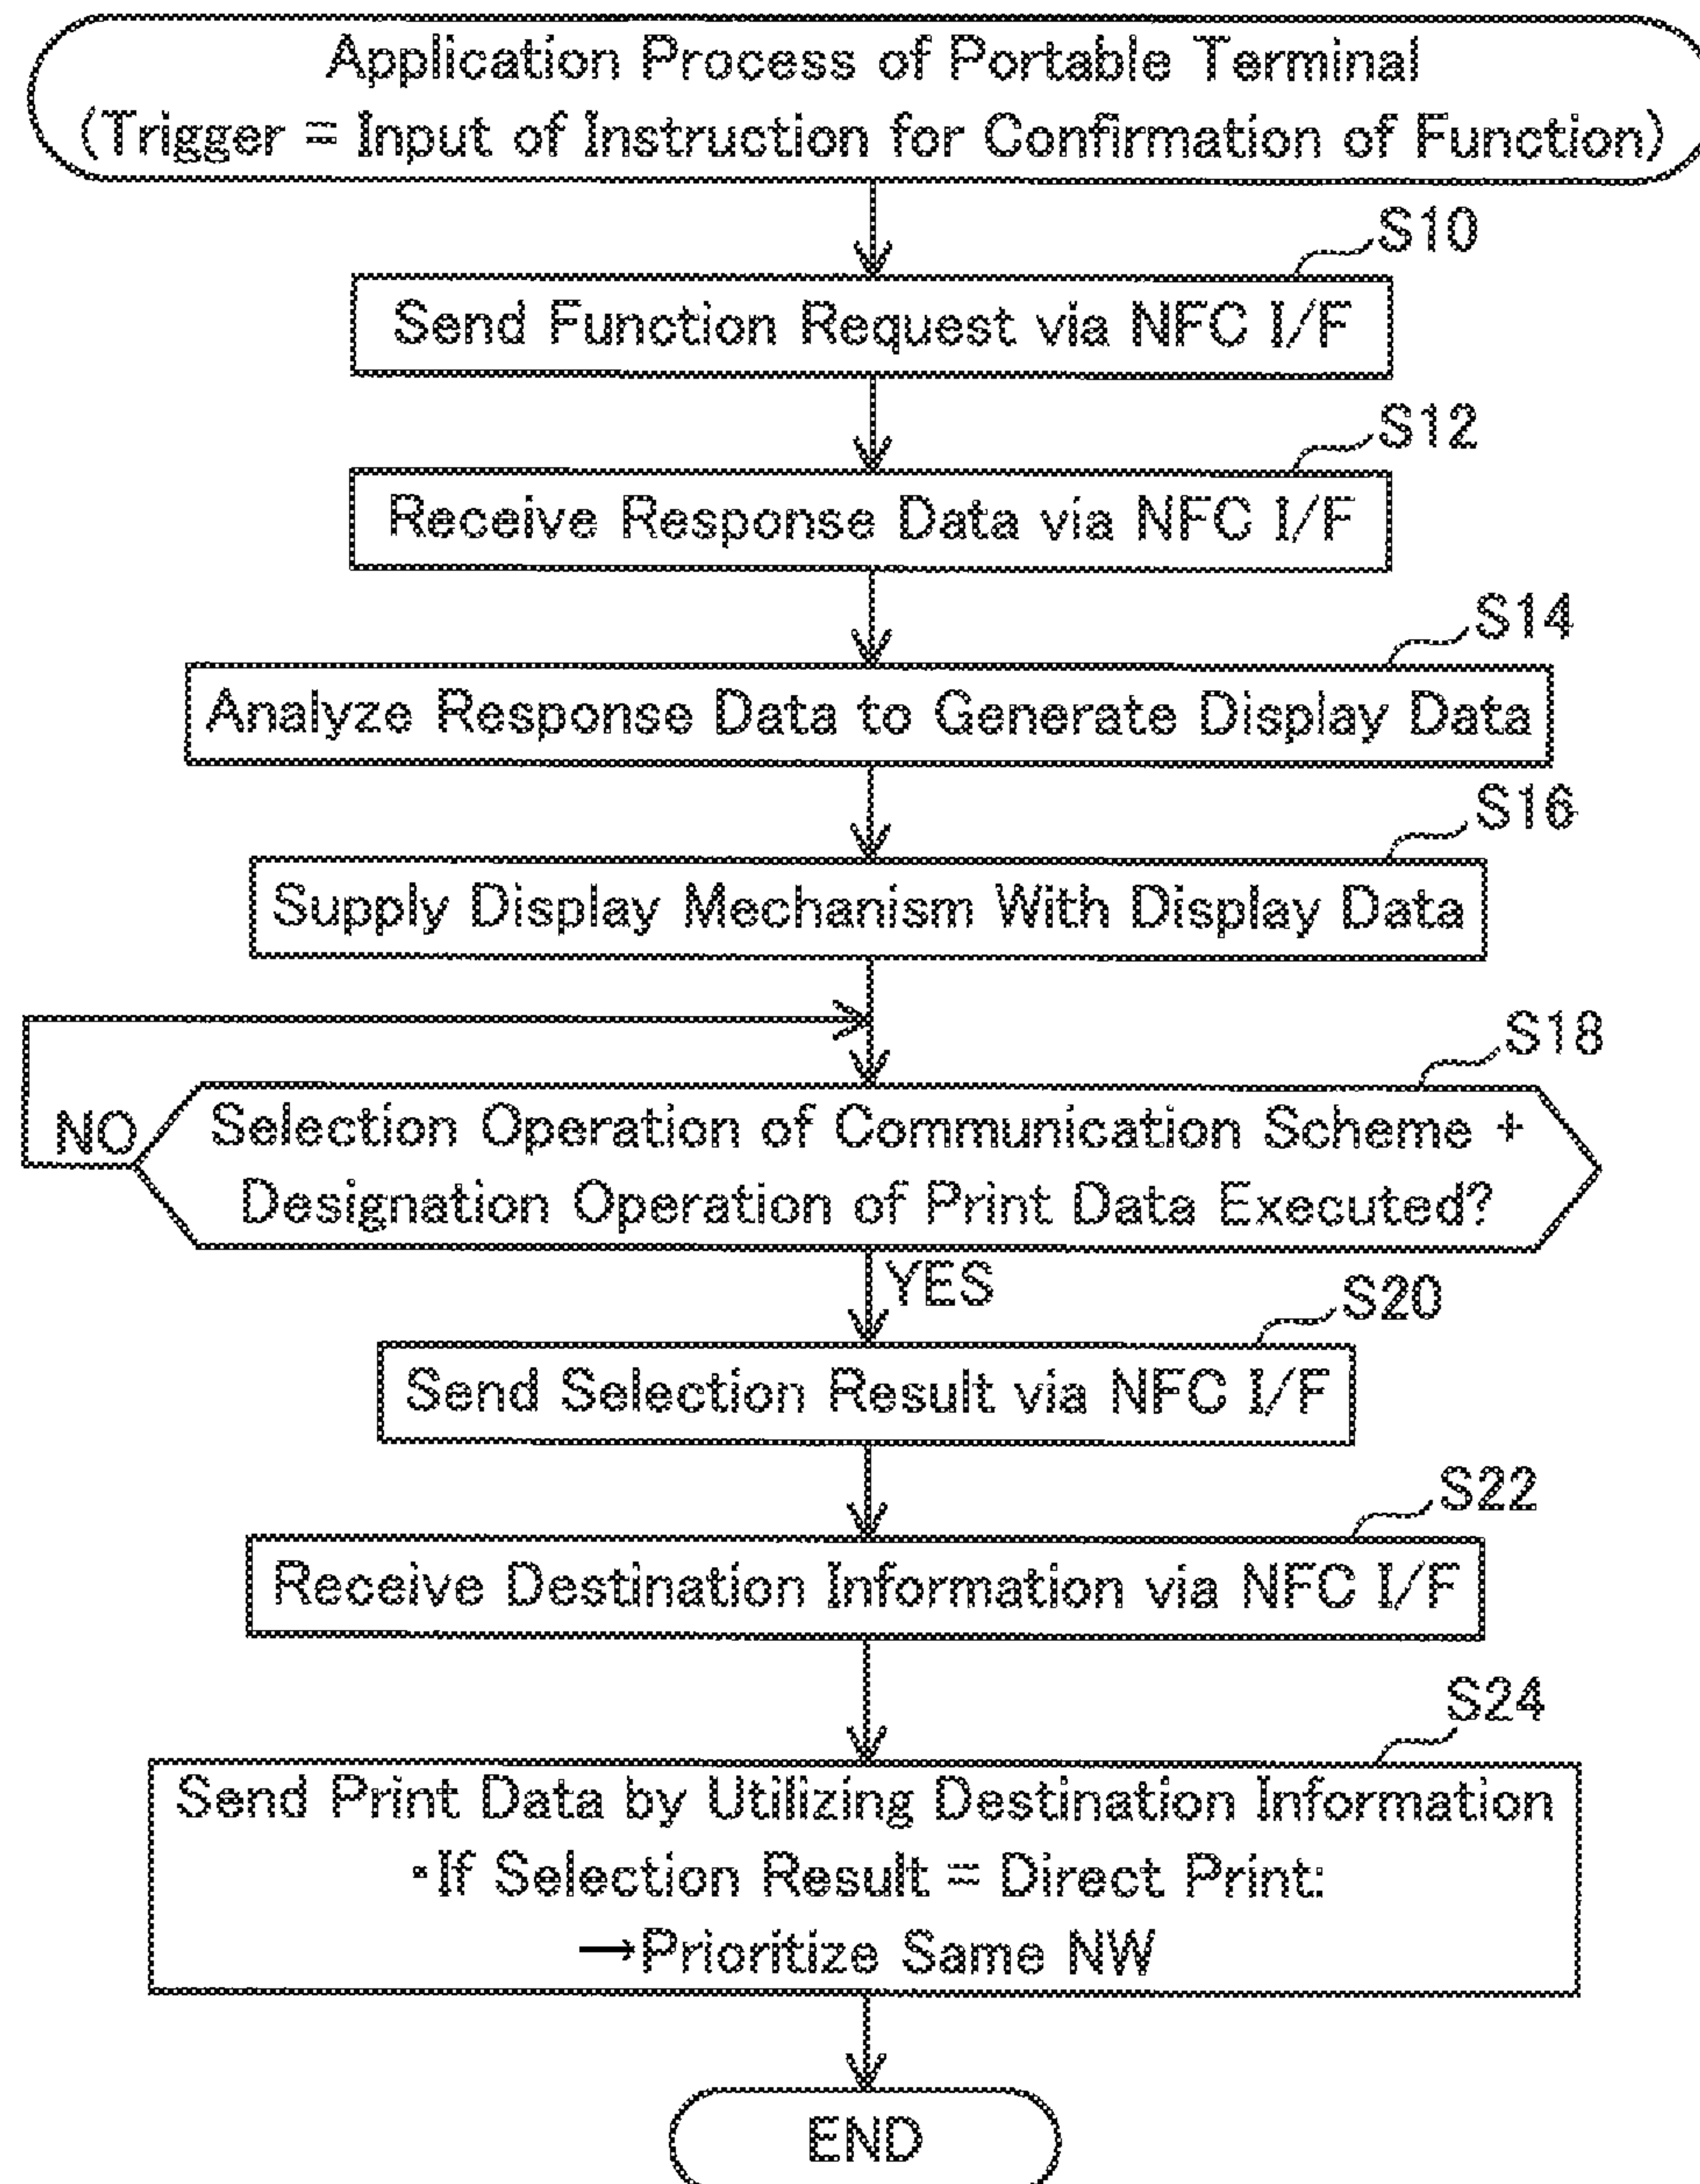 Application Process of Portable Terminal
(Trigger = Input of Instruction for Confirmation of Function)
S10
Send Function Request via NFC I/F
S12
Receive Response Data via NFC I/F
S14
Analyze Response Data to Generate Display Data
S16
Supply Display Mechanism With Display Data
S18
NO
Selection Operation of Communication Scheme +
Designation Operation of Print Data Executed?
YES
S20
Send Selection Result via NFC I/F
S22
Receive Destination Information via NFC I/F
S24
Send Print Data by Utilizing Destination Information
・If Selection Result = Direct Print:
→Prioritize Same NW
END